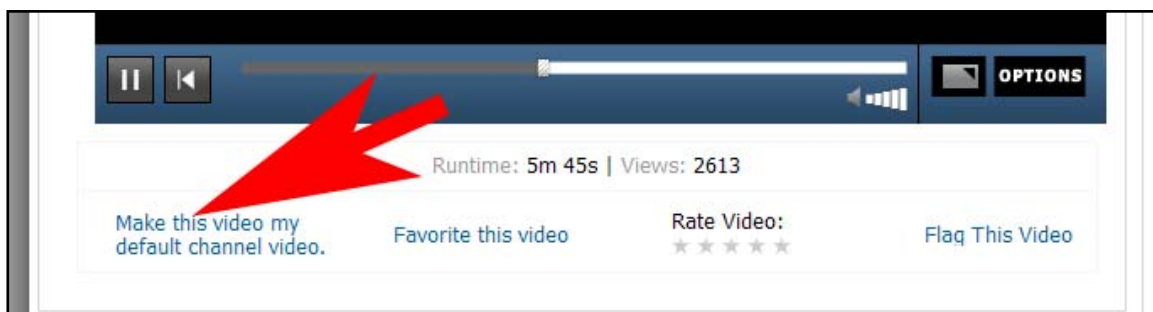 OPTIONS
Runtime: 5m 45s | Views: 2613
Make this video my
default channel video.
Favorite this video
Rate Video:
Flag This Video